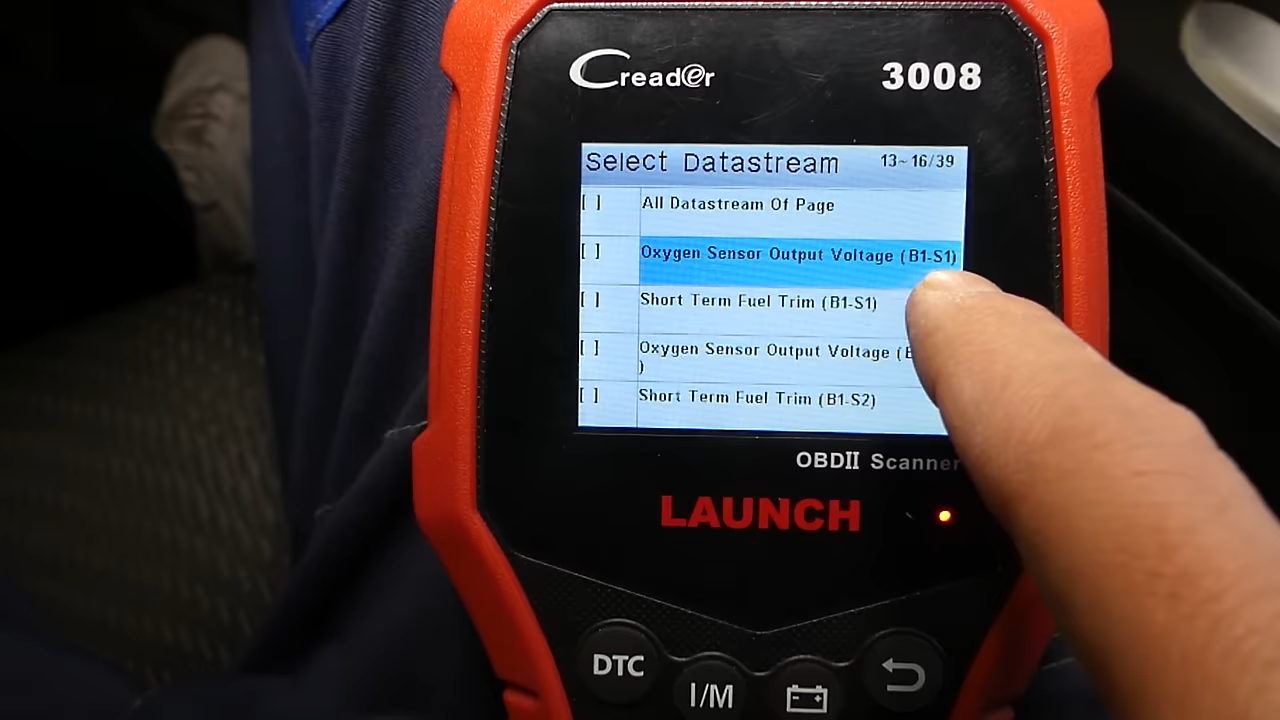 Creader 3008
Select Datastream 13~16/39
[ ] All Datastream Of Page
[ ] Oxygen Sensor Output Voltage (B1-S1)
[ ] Short Term Fuel Trim (B1-S1)
[ ] Oxygen Sensor Output Voltage (
)
[ ] Short Term Fuel Trim (B1-S2)
OBDII Scanner
LAUNCH
DTC
I/M